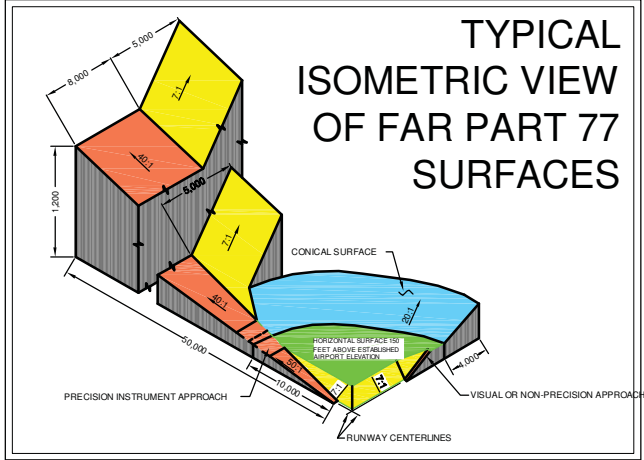 TYPICAL
ISOMETRIC VIEW
OF FAR PART 77
SURFACES
5,000
8,000
7:1
40:1
1,200
5,000
7:1
CONICAL SURFACE
40:1
20:1
HORIZONTAL SURFACE 150
FEET ABOVE ESTABLISHED
AIRPORT ELEVATION
50,000
50:1
4,000
10,000
7:1
7:1
PRECISION INSTRUMENT APPROACH
VISUAL OR NON-PRECISION APPROACH
RUNWAY CENTERLINES